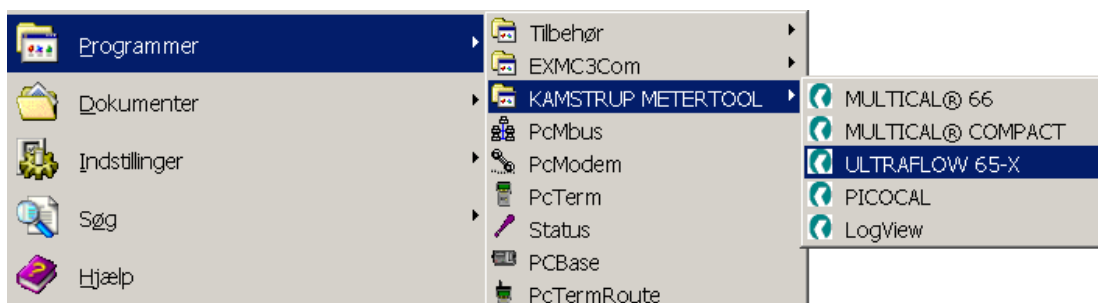 Programmer
Dokumenter
Indstillinger
Søg
Hjælp
Tilbehør
EXMC3Com
KAMSTRUP METERTOOL
PcMbus
PcModem
PcTerm
Status
PCBase
PcTermRoute
MULTICAL® 66
MULTICAL® COMPACT
ULTRAFLOW 65-X
PICOCAL
LogView